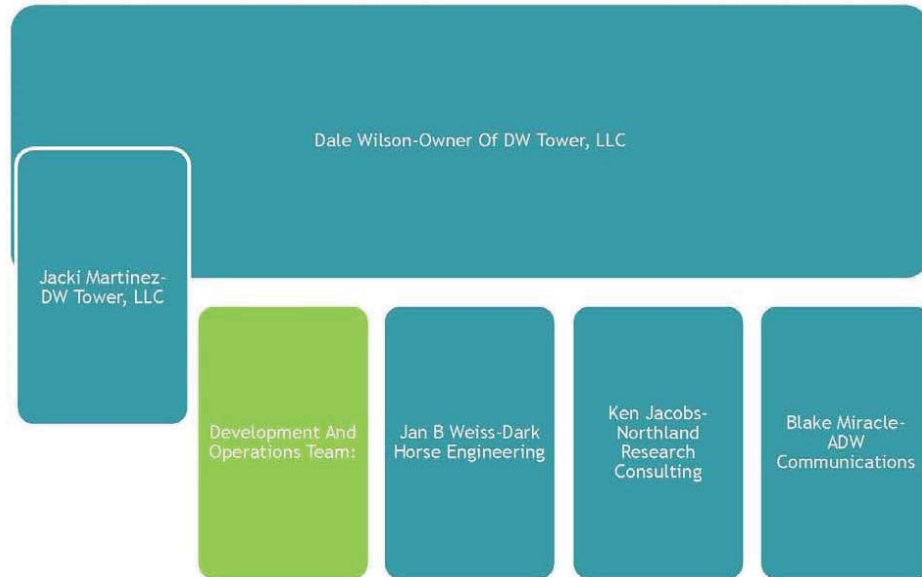 Dale Wilson-Owner Of DW Tower, LLC
Jacki Martinez-
DW Tower, LLC
Development And
Operations Team:
Jan B Weiss-Dark
Horse Engineering
Ken Jacobs-
Northland
Research
Consulting
Blake Miracle-
ADW
Communications